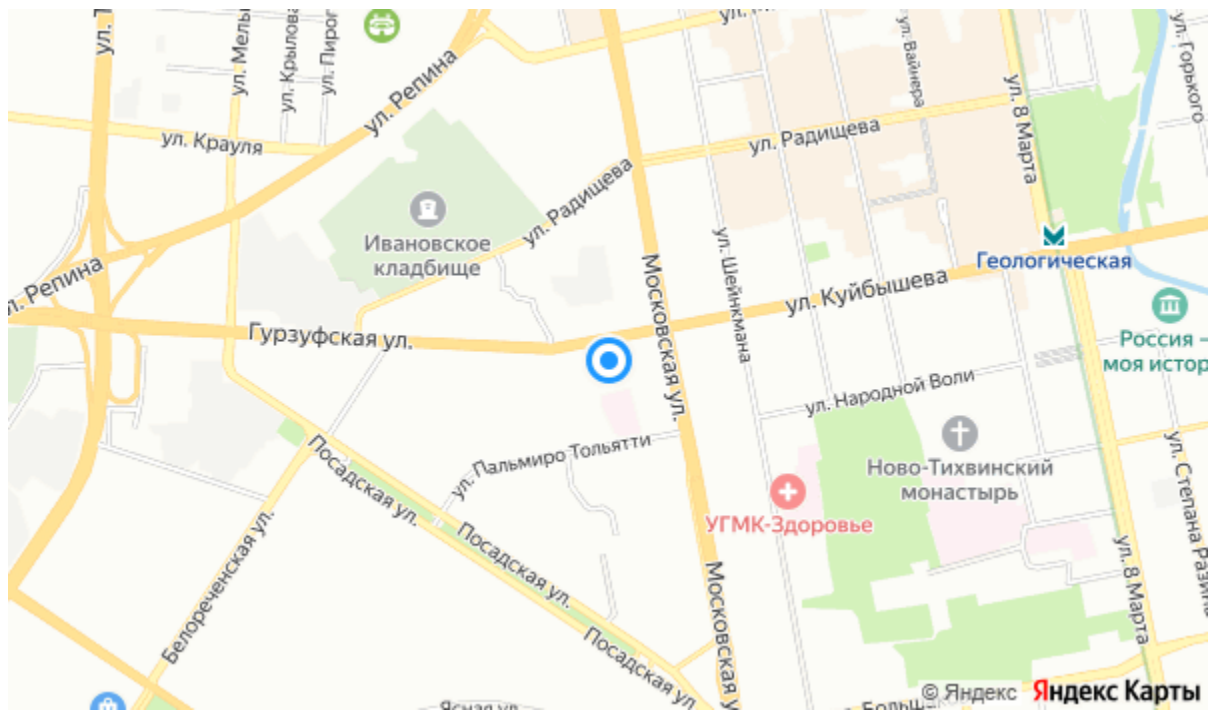 ул. Мель
ул. Крылова
ул. Пирог
ул. Репина
ул. Вайнера
ул. Горького
ул. 8 Марта
ул. Крауля
ул. Радищева
ул. Радищева
Ивановское
кладбище
Геологическая
ул. Репина
Московская ул.
ул. Шейнкмана
ул. Куйбышева
Гурзуфская ул.
Россия –
моя истор
ул. Народной Воли
Посадская ул.
ул. Пальмиро Тольятти
Ново-Тихвинский
монастырь
ул. Степана Разина
УГМК-Здоровье
Посадская ул.
ул. 8 Марта
Белореченская ул.
Московская у
Посадская ул.
Ясная ул.
© Яндекс Яндекс Карты